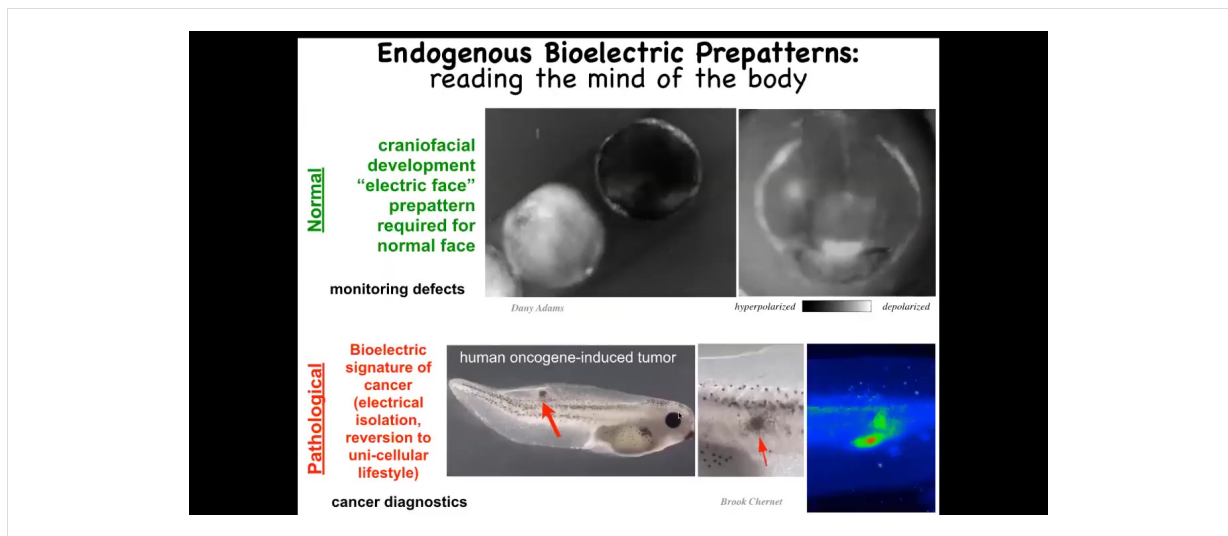 Endogenous Bioelectric Prepatterns:
reading the mind of the body
Normal
craniofacial
development
“electric face”
prepattern
required for
normal face
monitoring defects
Dany Adams
hyperpolarized
depolarized
Pathological
Bioelectric
signature of
cancer
(electrical
isolation,
reversion to
uni-cellular
lifestyle)
cancer diagnostics
human oncogene-induced tumor
Brook Chernet